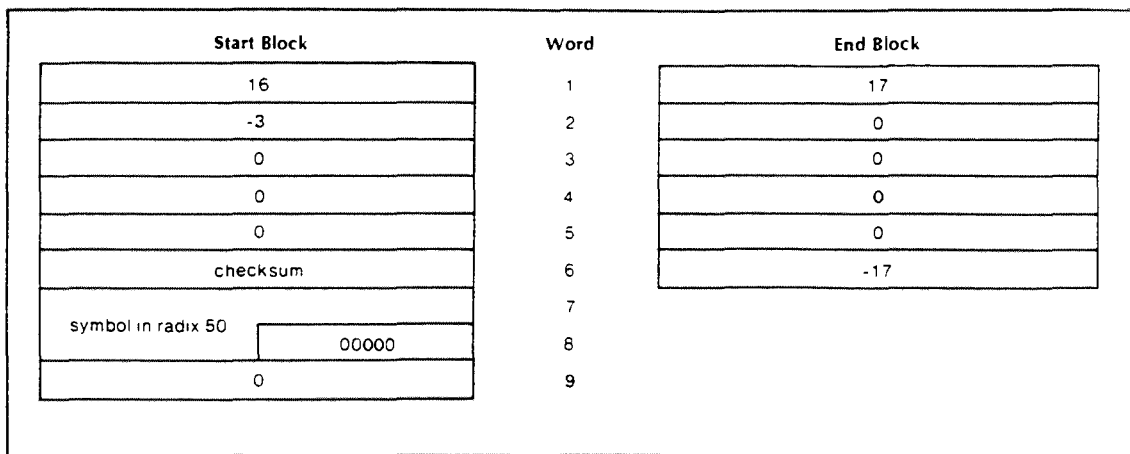 Start Block Word End Block
16 1 17
-3 2 0
0 3 0
0 4 0
0 5 0
checksum 6 -17
7
symbol in radix 50
00000 8
0 9